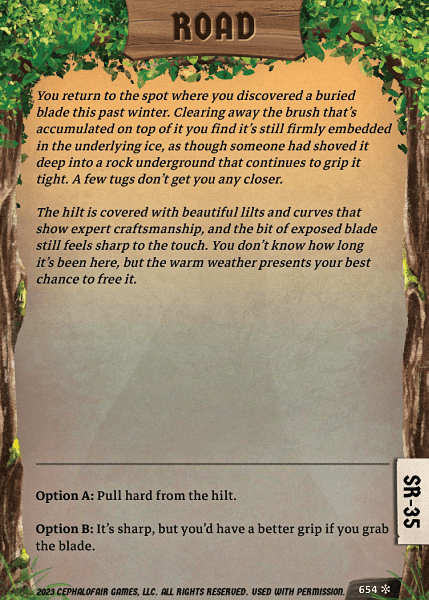 ROAD
You return to the spot where you discovered a buried
blade this past winter. Clearing away the brush that's
accumulated on top of it you find it's still firmly embedded
in the underlying ice, as though someone had shoved it
deep into a rock underground that continues to grip it
tight. A few tugs don't get you any closer.
The hilt is covered with beautiful lilts and curves that
show expert craftsmanship, and the bit of exposed blade
still feels sharp to the touch. You don't know how long
it's been here, but the warm weather presents your best
chance to free it.
Option A: Pull hard from the hilt.
Option B: It's sharp, but you'd have a better grip if you grab
the blade.
SR-35
2023 CEPHALOFAIR GAMES, LLC. ALL RIGHTS RESERVED. USED WITH PERMISSION.
654